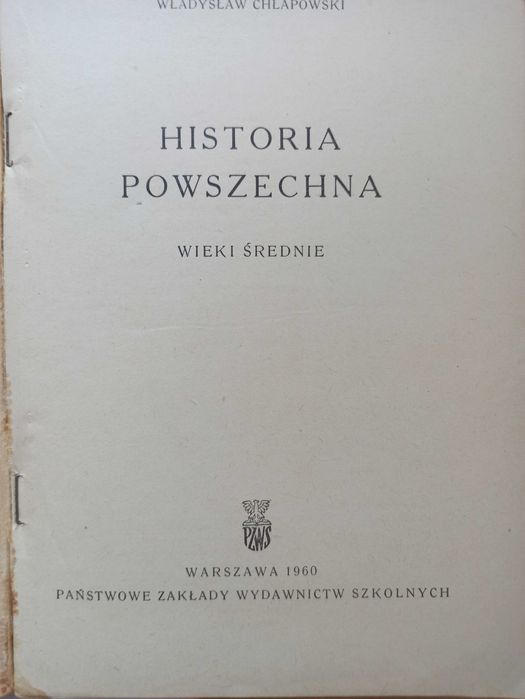 WŁADYSŁAW CHŁAPOWSKI
HISTORIA
POWSZECHNA
WIEKI ŚREDNIE
PZWS
WARSZAWA 1960
PAŃSTWOWE ZAKŁADY WYDAWNICTW SZKOLNYCH